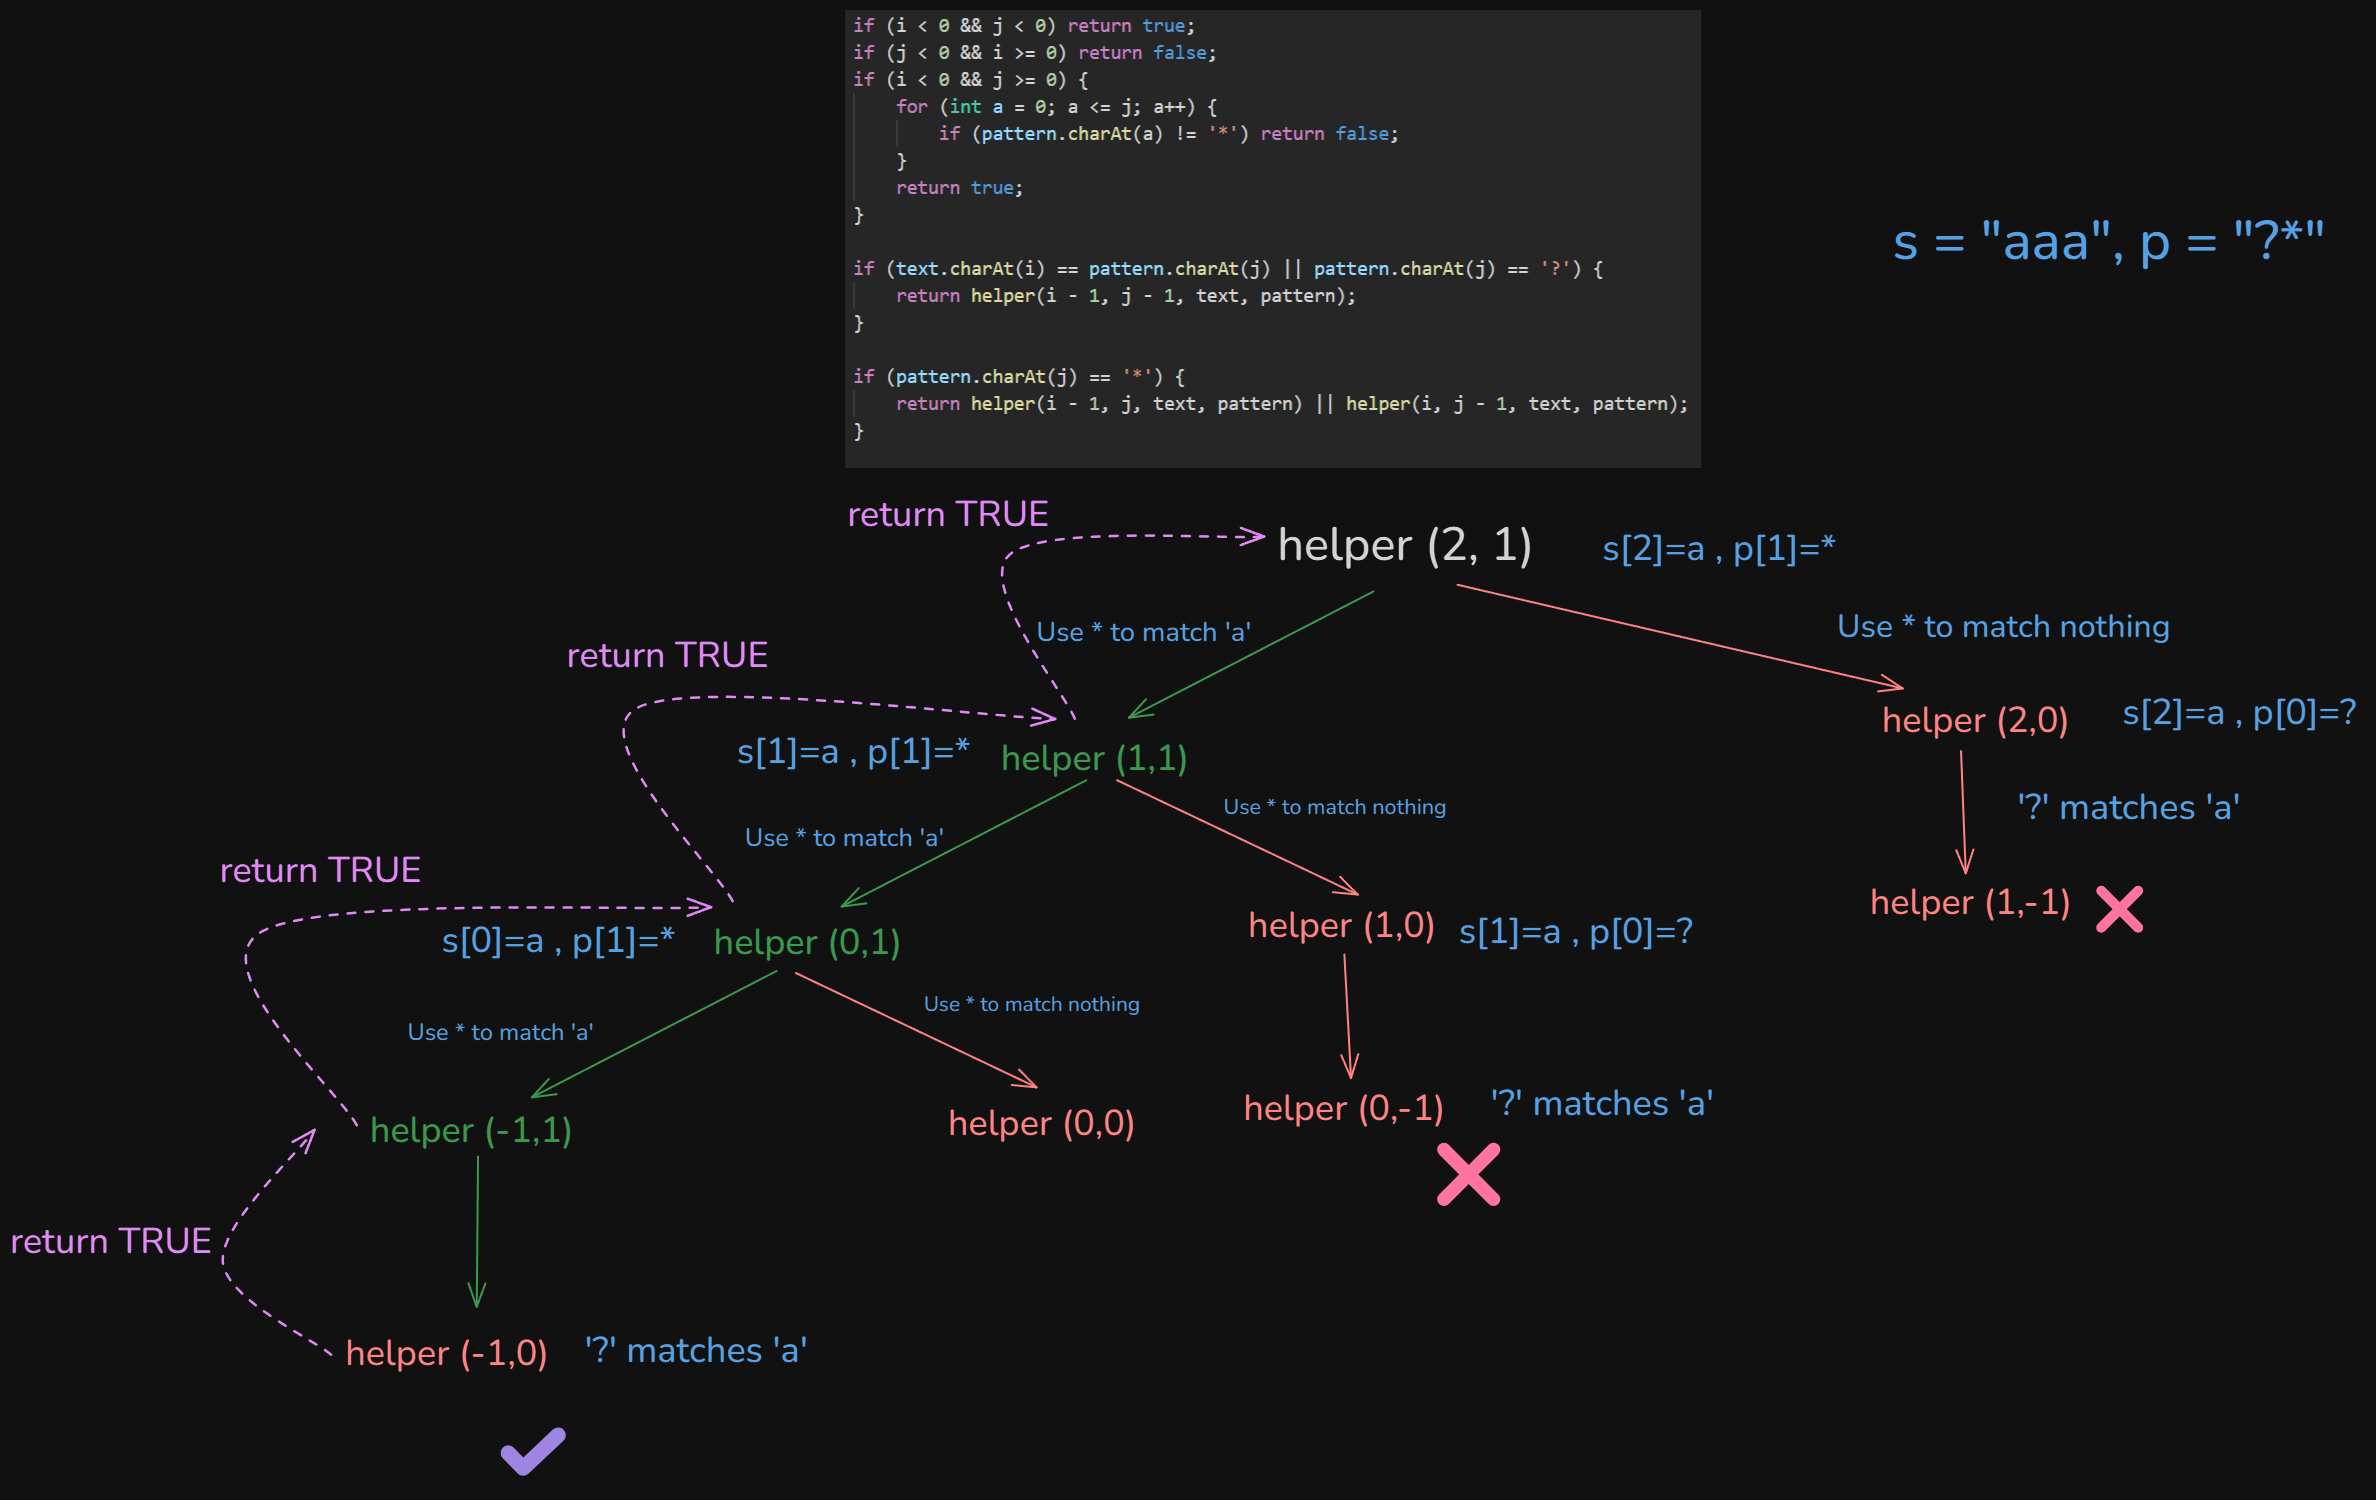 if (i < 0 && j < 0) return true;
if (j < 0 && i >= 0) return false;
if (i < 0 && j >= 0) {
for (int a = 0; a <= j; a++) {
if (pattern.charAt(a) != '*') return false;
}
return true;
}
if (text.charAt(i) == pattern.charAt(j) || pattern.charAt(j) == '?') {
return helper(i - 1, j - 1, text, pattern);
}
if (pattern.charAt(j) == '*') {
return helper(i - 1, j, text, pattern) || helper(i, j - 1, text, pattern);
}
s = "aaa", p = "?*"
return TRUE
helper (2, 1)
s[2]=a , p[1]=*
Use * to match 'a'
Use * to match nothing
return TRUE
helper (2,0)
s[2]=a , p[0]=?
s[1]=a , p[1]=*
helper (1,1)
Use * to match nothing
'?' matches 'a'
Use * to match 'a'
return TRUE
helper (1,-1)
s[0]=a , p[1]=*
helper (0,1)
helper (1,0)
s[1]=a , p[0]=?
Use * to match nothing
Use * to match 'a'
helper (-1,1)
helper (0,0)
helper (0,-1)
'?' matches 'a'
return TRUE
helper (-1,0)
'?' matches 'a'